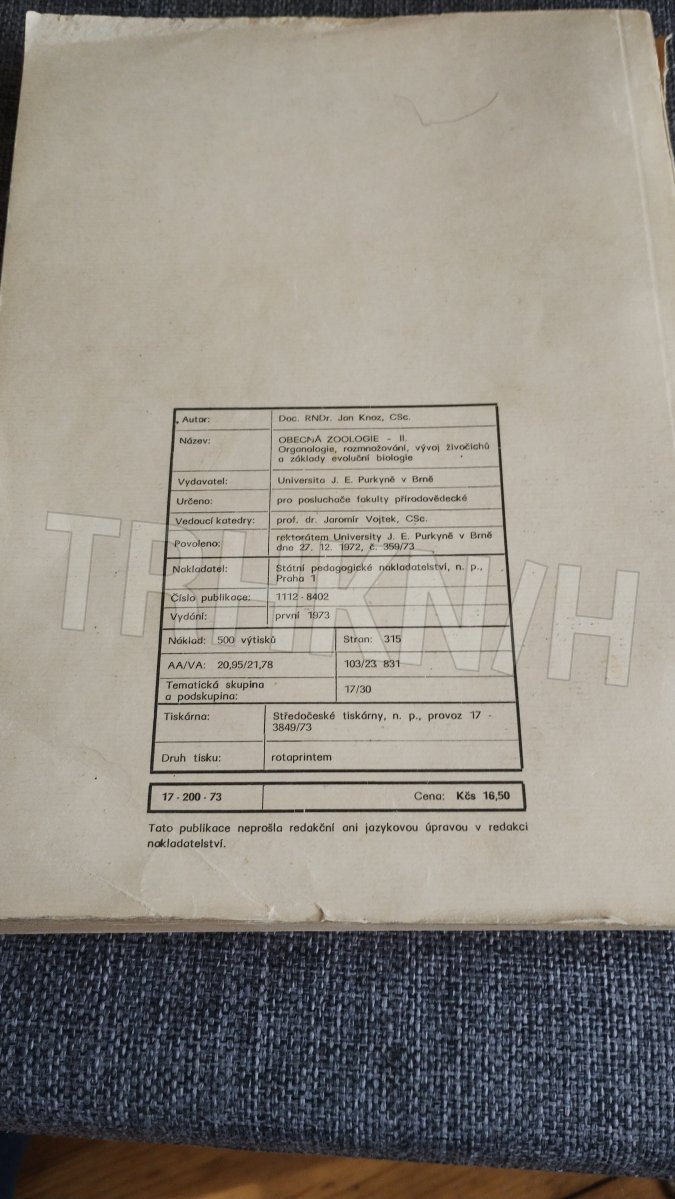 Autor: Doc. RNDr. Jan Knoz, CSc.
Název: OBECNÁ ZOOLOGIE - II.
Organologie, rozmnožování, vývoj živočichů
a základy evoluční biologie
Vydavatel: Universita J. E. Purkyně v Brně
Určeno: pro posluchače fakulty přírodovědecké
Vedoucí katedry: prof. dr. Jaromír Vojtek, CSc.
Povoleno: rektorátem University J. E. Purkyně v Brně
dne 27. 12. 1972, č. 359/73
Nakladatel: Státní pedagogické nakladatelství, n. p.,
Praha 1
Číslo publikace: 1112-8402
Vydání: první 1973
Náklad: 500 výtisků Stran: 315
AA/VA: 20,95/21,78 103/23 831
Tematická skupina
a podskupina: 17/30
Tiskárna: Středočeské tiskárny, n. p., provoz 17 -
3849/73
Druh tisku: rotaprintem
17-200-73 Cena: Kčs 16,50
Tato publikace neprošla redakční ani jazykovou úpravou v redakci
nakladatelství.
TRHKNIH